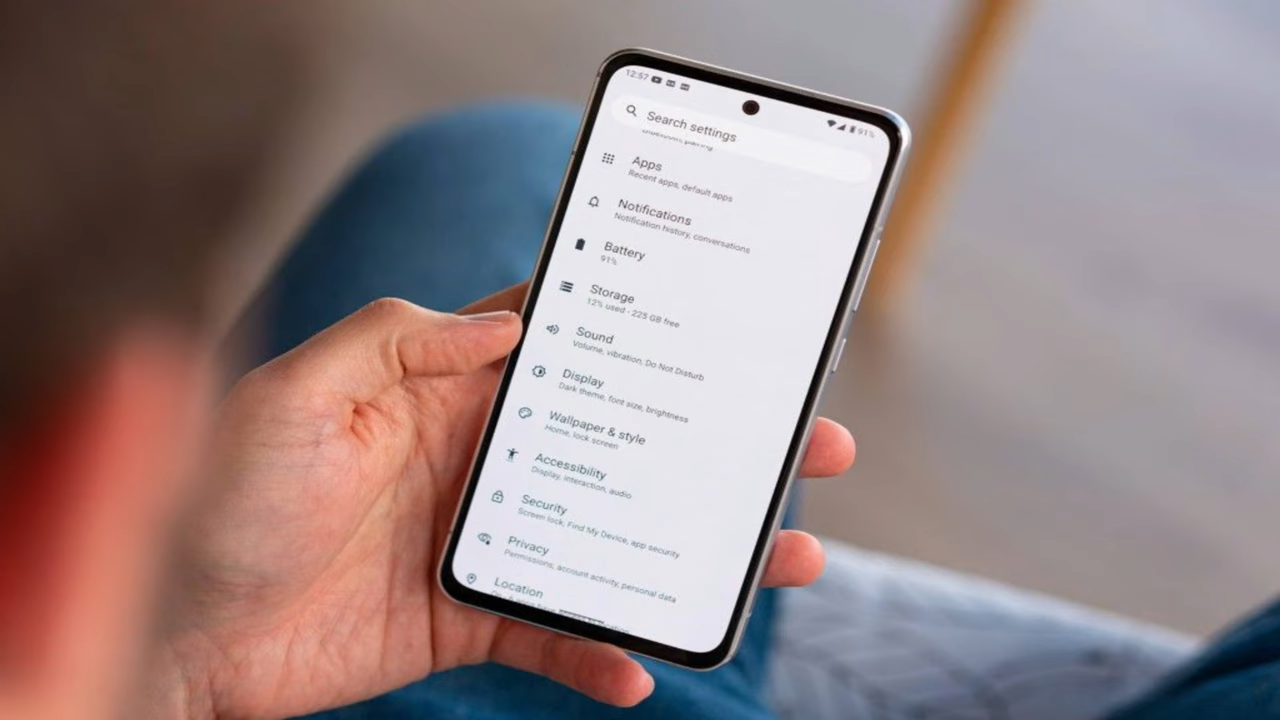 12:57
91%
Search settings
Apps
Recent apps, default apps
Notifications
Notification history, conversations
Battery
91%
Storage
12% used - 225 GB free
Sound
Volume, vibration, Do Not Disturb
Display
Dark theme, font size, brightness
Wallpaper & style
Home, lock screen
Accessibility
Display, interaction, audio
Security
Screen lock, Find My Device, app security
Privacy
Permissions, account activity, personal data
Location